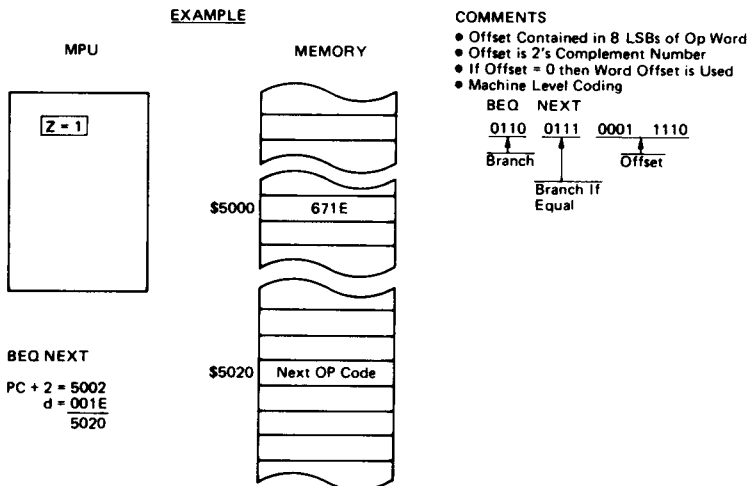 EXAMPLE
MPU
MEMORY
Z = 1
$5000
671E
$5020
Next OP Code
BEQ NEXT
PC + 2 = 5002
d = 001E
5020
COMMENTS
● Offset Contained in 8 LSBs of Op Word
● Offset is 2's Complement Number
● If Offset = 0 then Word Offset is Used
● Machine Level Coding
BEQ NEXT
0110 0111 0001 1110
Branch
Offset
Branch If
Equal